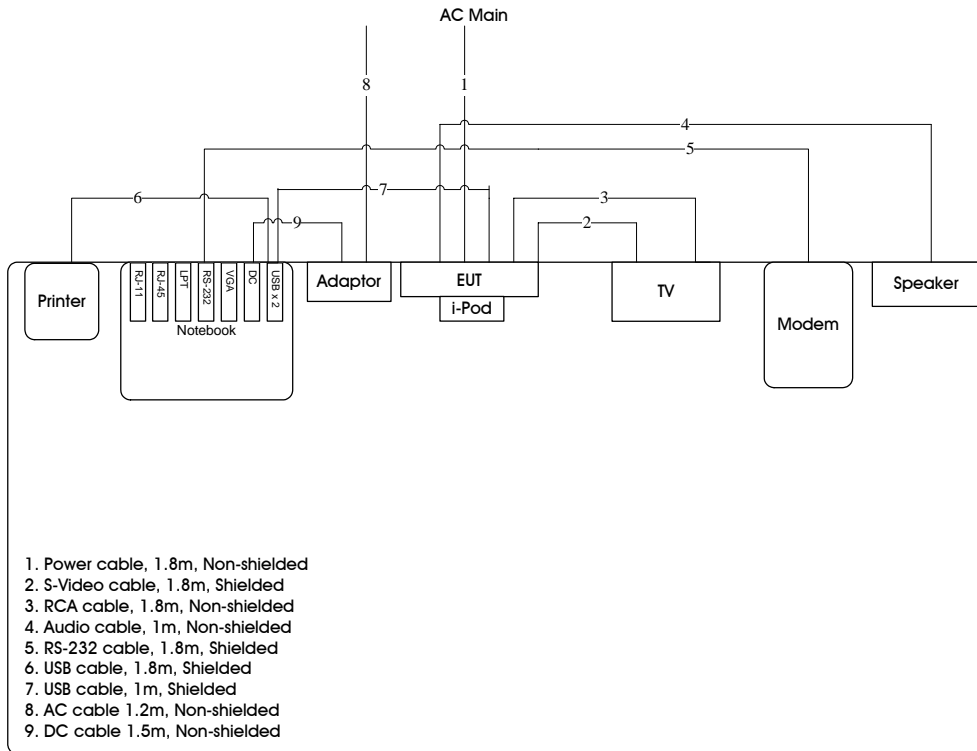 AC Main
8
1
4
5
6
7
3
9
2
Printer
RJ-11
RJ-45
LPT
RS-232
VGA
DC
USB x 2
Notebook
Adaptor
EUT
i-Pod
TV
Modem
Speaker
1. Power cable, 1.8m, Non-shielded
2. S-Video cable, 1.8m, Shielded
3. RCA cable, 1.8m, Non-shielded
4. Audio cable, 1m, Non-shielded
5. RS-232 cable, 1.8m, Shielded
6. USB cable, 1.8m, Shielded
7. USB cable, 1m, Shielded
8. AC cable 1.2m, Non-shielded
9. DC cable 1.5m, Non-shielded